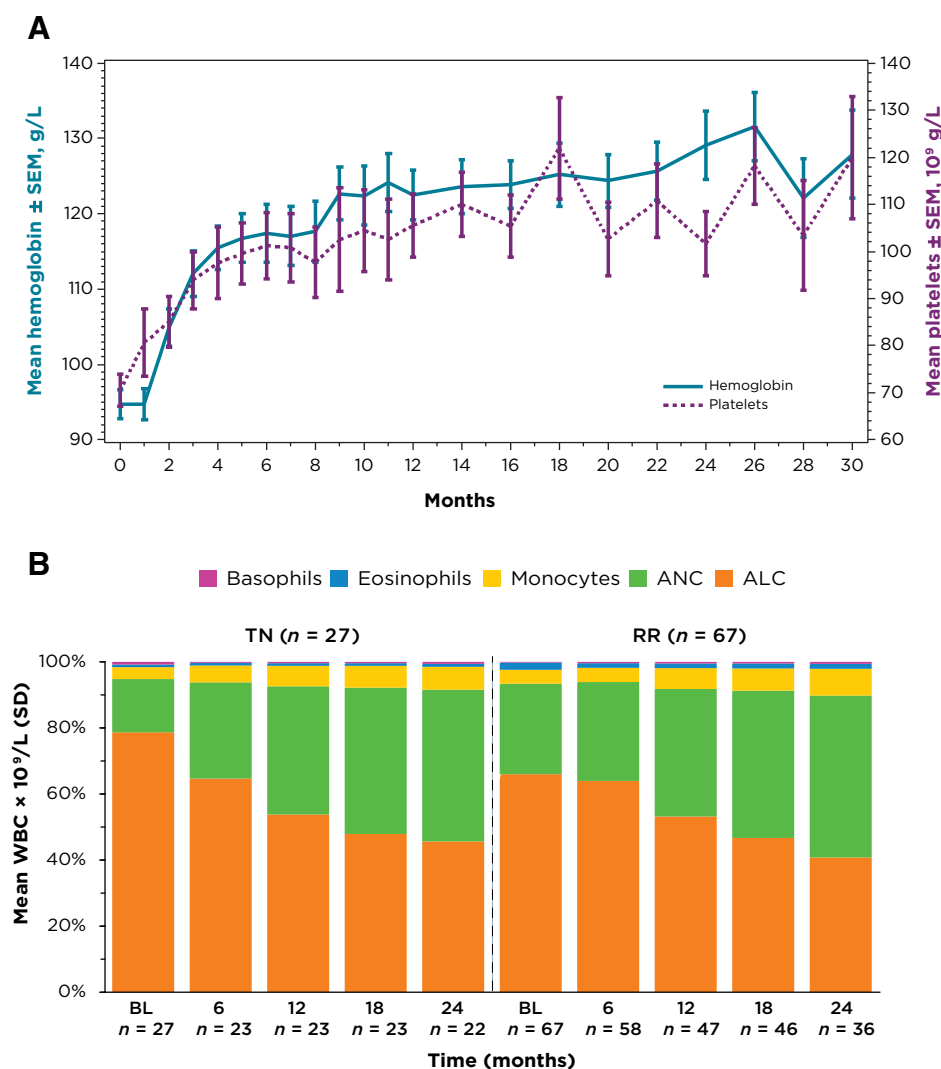 A
Mean hemoglobin ± SEM, g/L
140
130
120
110
100
90
140
130
120
110
100
90
80
70
60
Mean platelets ± SEM, 10⁹ g/L
Hemoglobin
Platelets
0 2 4 6 8 10 12 14 16 18 20 22 24 26 28 30
Months
B
Basophils Eosinophils Monocytes ANC ALC
TN (n = 27) RR (n = 67)
Mean WBC × 10⁹/L (SD)
100%
80%
60%
40%
20%
0%
BL 6 12 18 24 BL 6 12 18 24
n = 27 n = 23 n = 23 n = 23 n = 22 n = 67 n = 58 n = 47 n = 46 n = 36
Time (months)